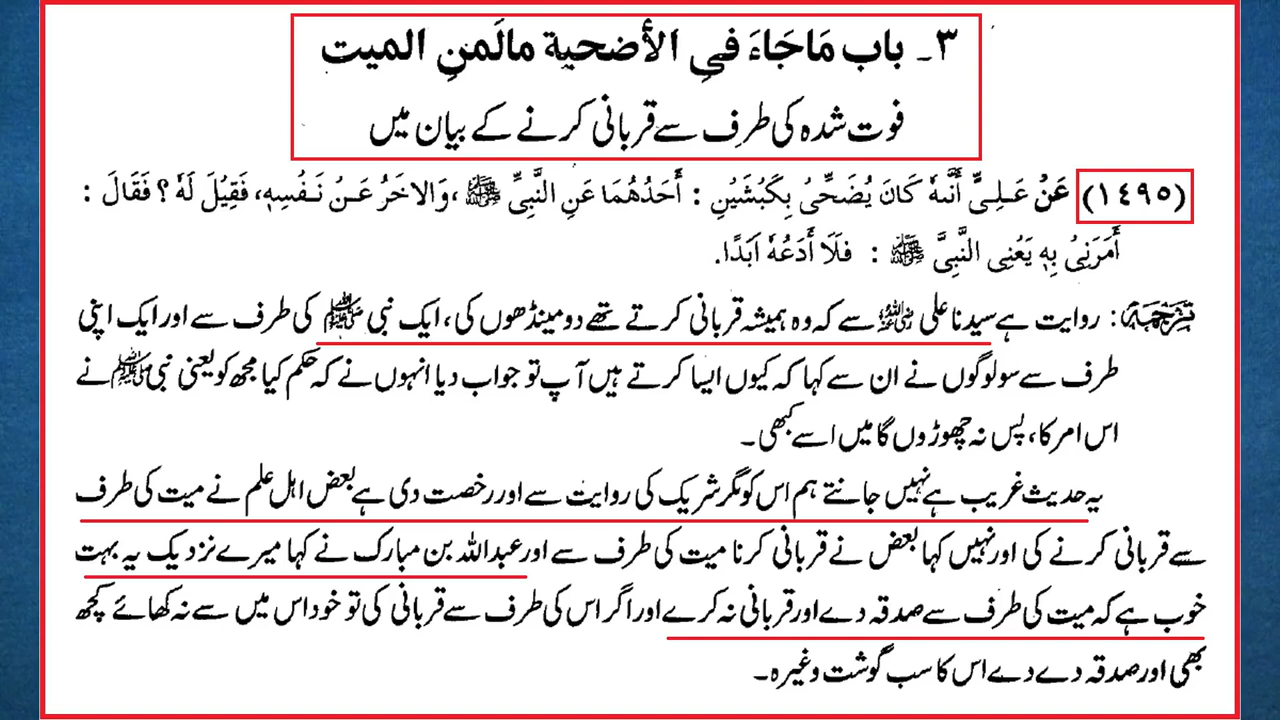 ٣۔ باب مَا جَاءَ فِي الأضحية مالَمنِ الميت
فوت شدہ کی طرف سے قربانی کرنے کے بیان میں
(١٤٩٥) عَنْ عَـلِـيٍّ أَنَّـهٗ كَانَ يُضَحِّيْ بِكَبْشَيْنِ : أَحَدُهُمَا عَنِ النَّبِيِّ ﷺ ، وَالاٰخَرُ عَـنْ نَـفْسِهٖ، فَقِيْلَ لَهٗ ؟ فَقَالَ :
أَمَرَنِيْ بِهٖ يَعْنِي النَّبِيَّ ﷺ : فَلَا أَدَعُهٗ اَبَدًا.
ترجمہ : روایت ہے سیدنا علی رضی اللہ عنہ سے کہ وہ ہمیشہ قربانی کرتے تھے دو مینڈھوں کی ، ایک نبی ﷺ کی طرف سے اور ایک اپنی
طرف سے سو لوگوں نے ان سے کہا کہ کیوں ایسا کرتے ہیں آپ تو جواب دیا انہوں نے کہ حکم کیا مجھ کو یعنی نبی ﷺ نے
اس امر کا ، پس نہ چھوڑوں گا میں اسے کبھی ۔
یہ حدیث غریب ہے نہیں جانتے ہم اس کو مگر شریک کی روایت سے اور رخصت دی ہے بعض اہل علم نے میت کی طرف
سے قربانی کرنے کی اور نہیں کہا بعض نے قربانی کرنا میت کی طرف سے اور عبداللہ بن مبارک نے کہا میرے نزدیک یہ بہت
خوب ہے کہ میت کی طرف سے صدقہ دے اور قربانی نہ کرے اور اگر اس کی طرف سے قربانی کی تو خود اس میں سے نہ کھائے کچھ
بھی اور صدقہ دے دے اس کا سب گوشت وغیرہ ۔